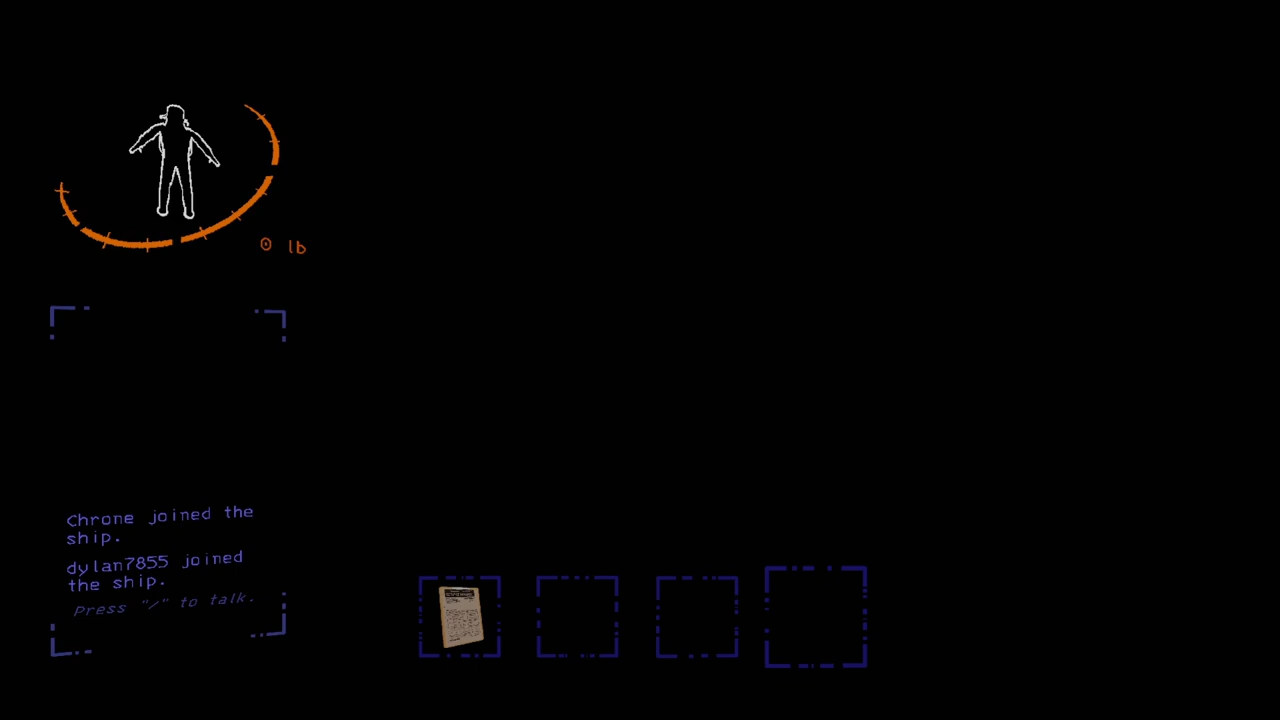 0 lb
Chrone joined the
ship.
dylan7855 joined
the ship.
Press "/" to talk.